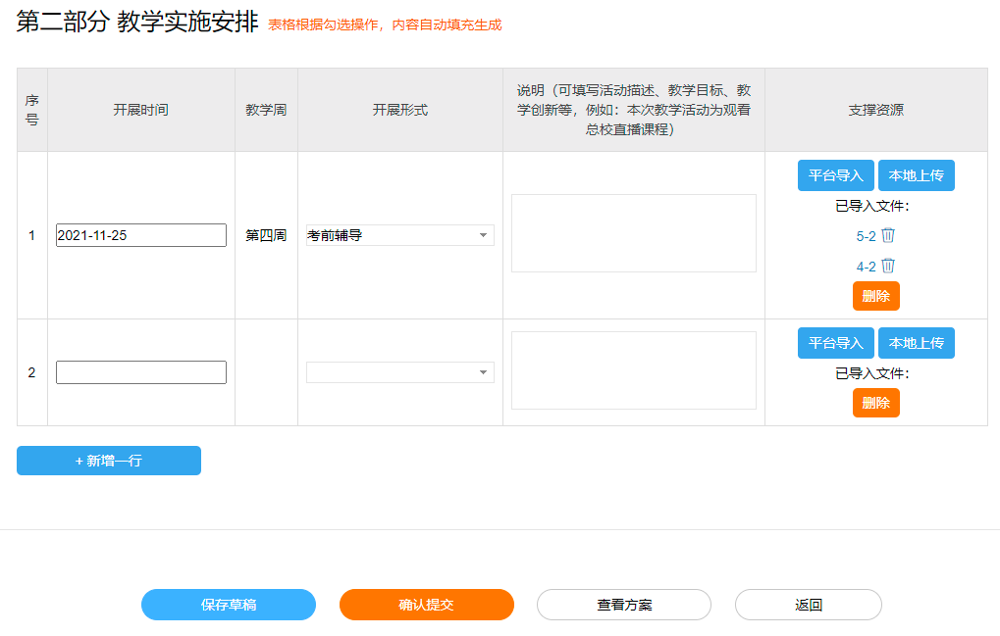 第二部分 教学实施安排 表格根据勾选操作，内容自动填充生成
序号
开展时间
教学周
开展形式
说明（可填写活动描述、教学目标、教
学创新等，例如：本次教学活动为观看
总校直播课程）
支撑资源
1
2021-11-25
第四周
考前辅导
平台导入 本地上传
已导入文件：
5-2
4-2
删除
2
平台导入 本地上传
已导入文件：
删除
+ 新增一行
保存草稿 确认提交 查看方案 返回